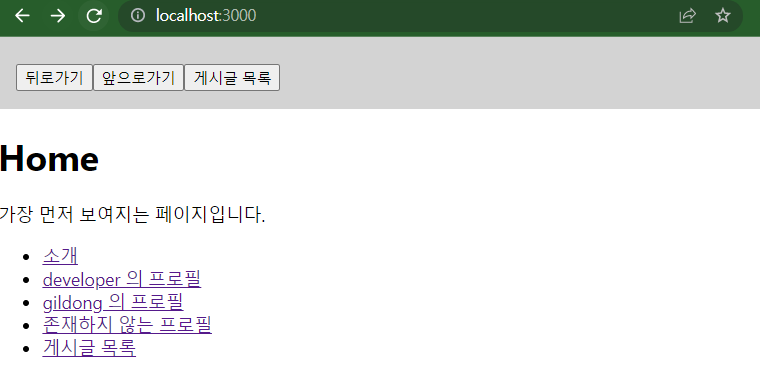 localhost:3000
뒤로가기 앞으로가기 게시글 목록
Home
가장 먼저 보여지는 페이지입니다.
소개
developer 의 프로필
gildong 의 프로필
존재하지 않는 프로필
게시글 목록